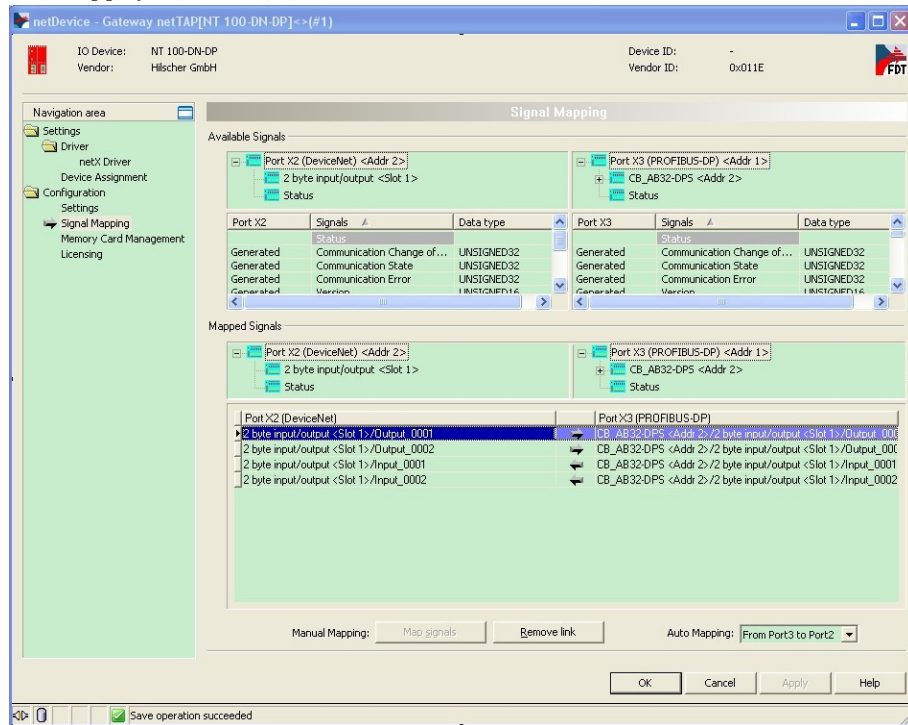 netDevice - Gateway netTAP[NT 100-DN-DP]<>(#1)
IO Device: NT 100-DN-DP Device ID: -
Vendor: Hilscher GmbH Vendor ID: 0x011E
FDT
Navigation area
Signal Mapping
Settings
Driver
netX Driver
Device Assignment
Configuration
Settings
Signal Mapping
Memory Card Management
Licensing
Available Signals
Port X2 (DeviceNet) <Addr 2> Port X3 (PROFIBUS-DP) <Addr 1>
2 byte input/output <Slot 1> CB_AB32-DPS <Addr 2>
Status Status
Port X2 Signals Data type Port X3 Signals Data type
Status Status
Generated Communication Change of... UNSIGNED32 Generated Communication Change of... UNSIGNED32
Generated Communication State UNSIGNED32 Generated Communication State UNSIGNED32
Generated Communication Error UNSIGNED32 Generated Communication Error UNSIGNED32
Generated Version UNSIGNED16 Generated Version UNSIGNED16
Mapped Signals
Port X2 (DeviceNet) <Addr 2> Port X3 (PROFIBUS-DP) <Addr 1>
2 byte input/output <Slot 1> CB_AB32-DPS <Addr 2>
Status Status
Port X2 (DeviceNet) Port X3 (PROFIBUS-DP)
2 byte input/output <Slot 1>/Output_0001 CB_AB32-DPS <Addr 2>/2 byte input/output <Slot 1>/Output_000
2 byte input/output <Slot 1>/Output_0002 CB_AB32-DPS <Addr 2>/2 byte input/output <Slot 1>/Output_000
2 byte input/output <Slot 1>/Input_0001 CB_AB32-DPS <Addr 2>/2 byte input/output <Slot 1>/Input_0001
2 byte input/output <Slot 1>/Input_0002 CB_AB32-DPS <Addr 2>/2 byte input/output <Slot 1>/Input_0002
Manual Mapping: Map signals Remove link Auto Mapping: From Port3 to Port2
OK Cancel Apply Help
Save operation succeeded